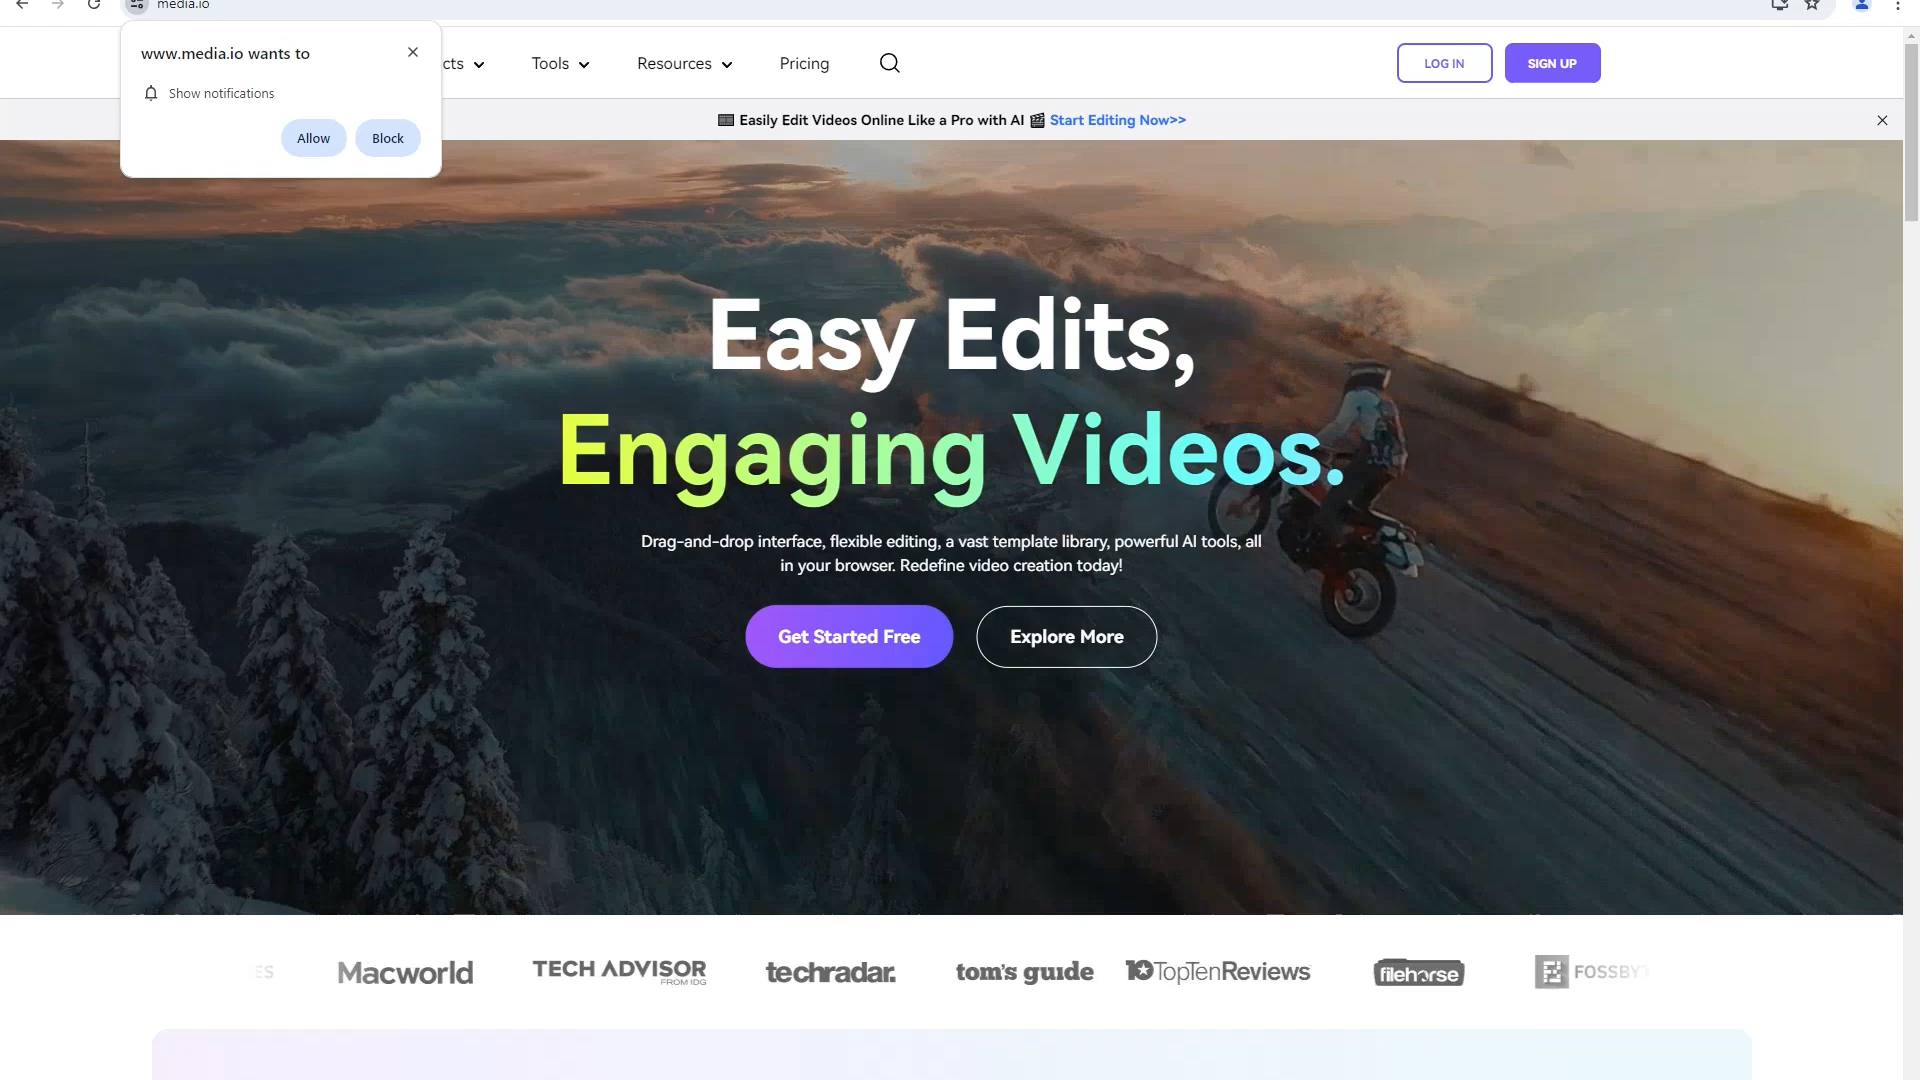 media.io
www.media.io wants to
Show notifications
Allow
Block
cts
Tools
Resources
Pricing
LOG IN
SIGN UP
Easily Edit Videos Online Like a Pro with AI 🎬 Start Editing Now>>
Easy Edits,
Engaging Videos.
Drag-and-drop interface, flexible editing, a vast template library, powerful AI tools, all
in your browser. Redefine video creation today!
Get Started Free
Explore More
ES
Macworld
TECH ADVISOR
FROM IDG
techradar.
tom's guide
10 TopTenReviews
filehorse
FOSSBY